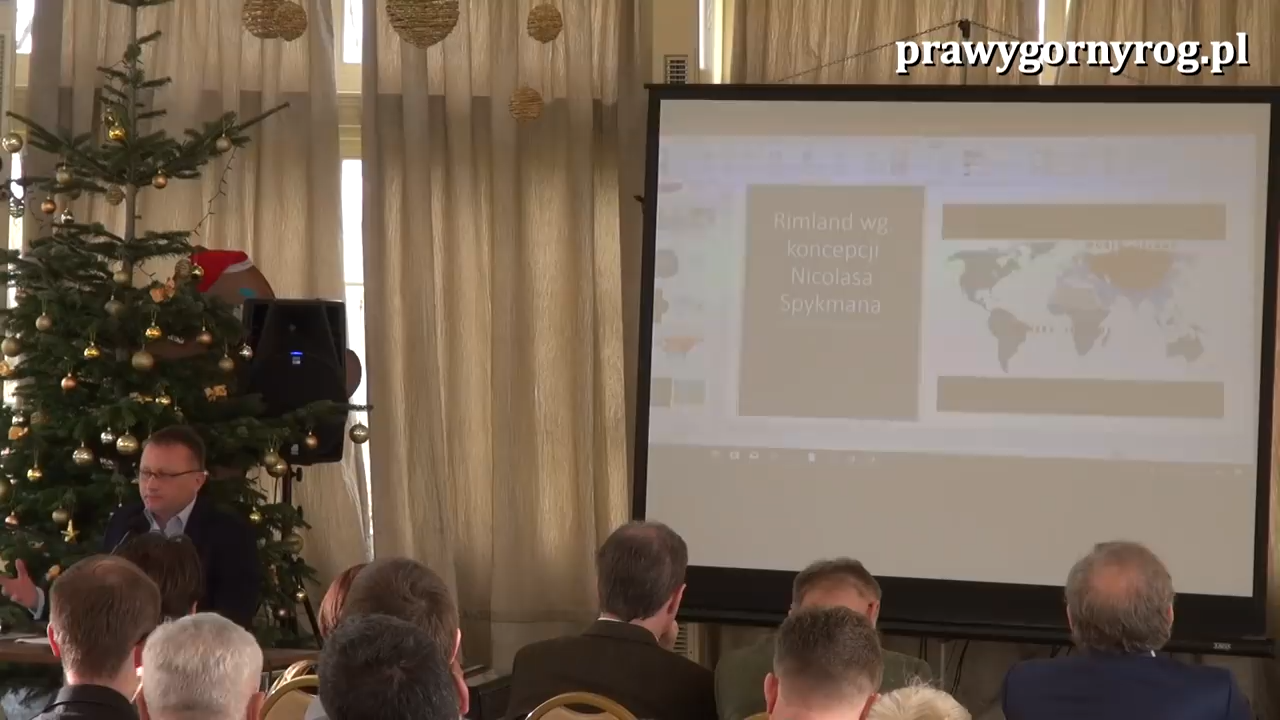 prawygornyrog.pl
Rimland wg
koncepcji
Nicolasa
Spykmana